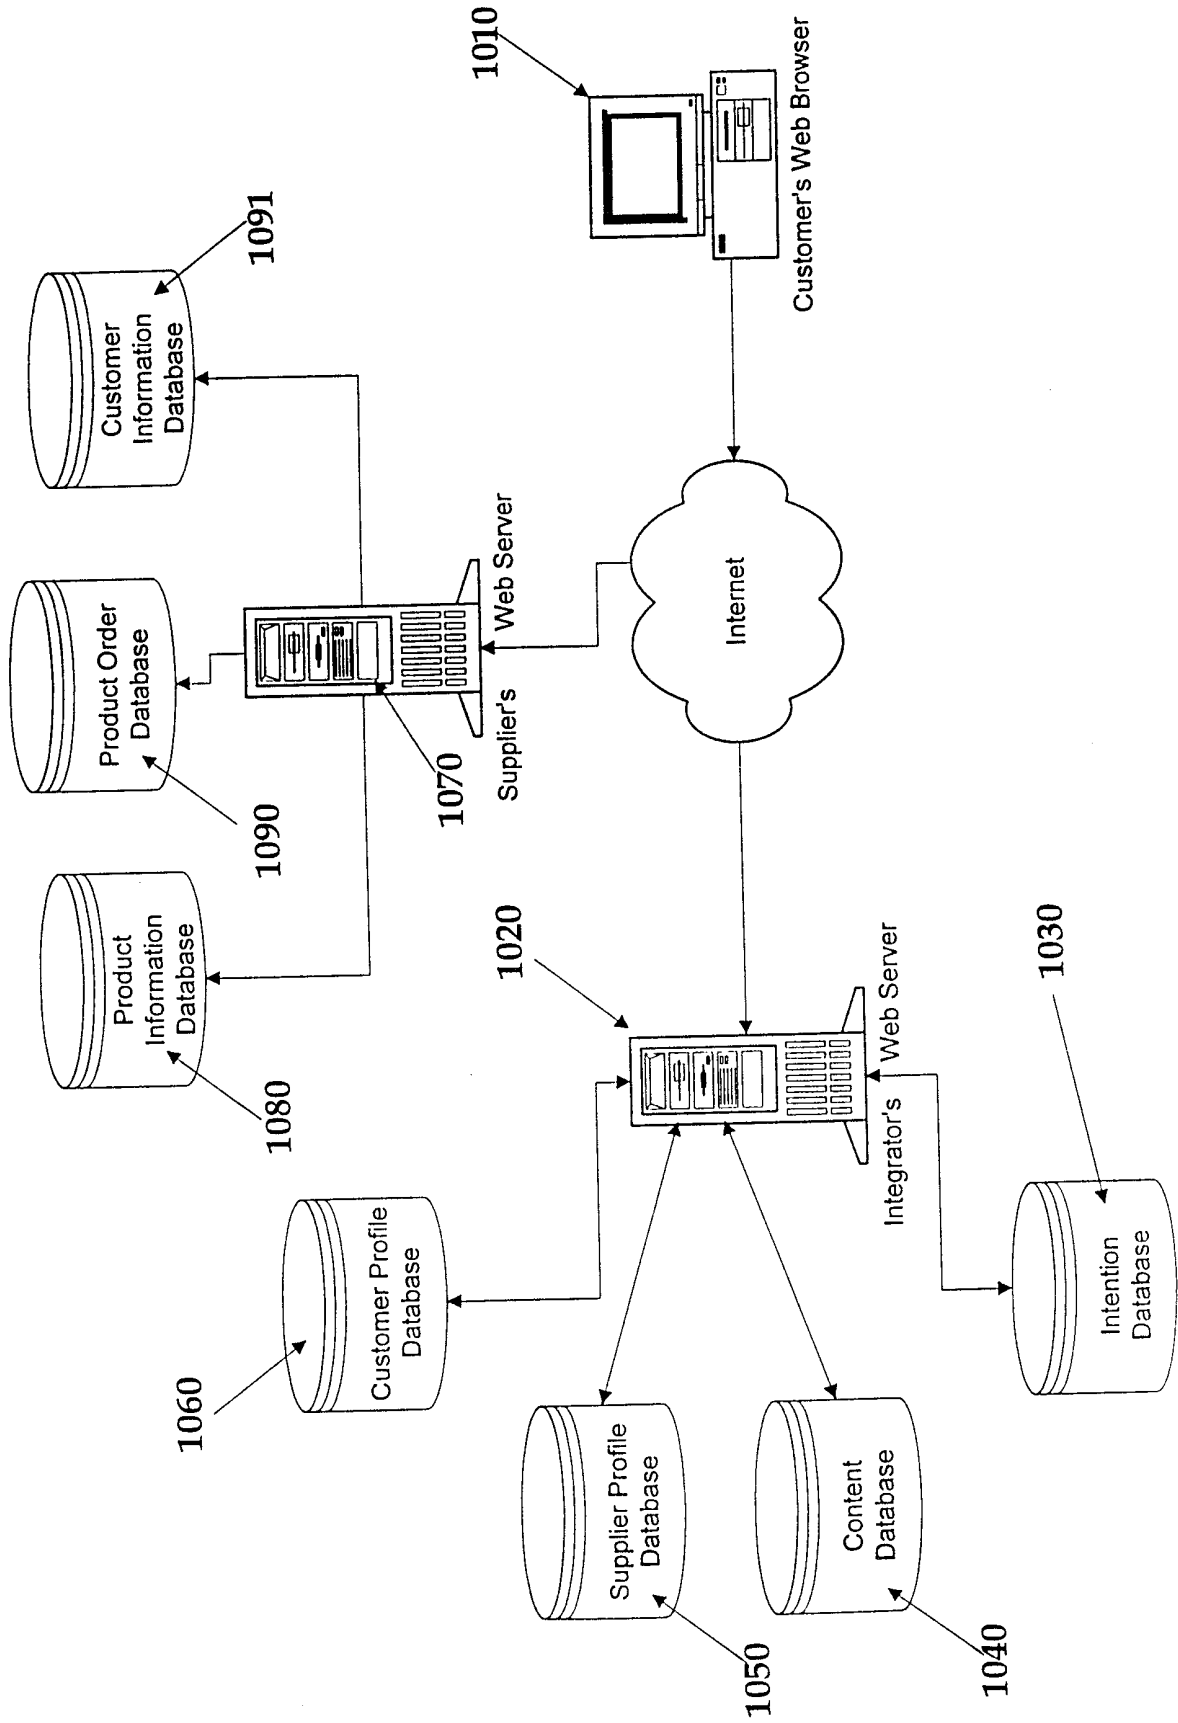 1010
Customer's Web Browser
1091
Customer
Information
Database
Product Order
Database
1090
Product
Information
Database
1080
1070
Supplier's Web Server
Internet
1020
Integrator's Web Server
1030
Intention
Database
Customer Profile
Database
1060
Supplier Profile
Database
1050
Content
Database
1040